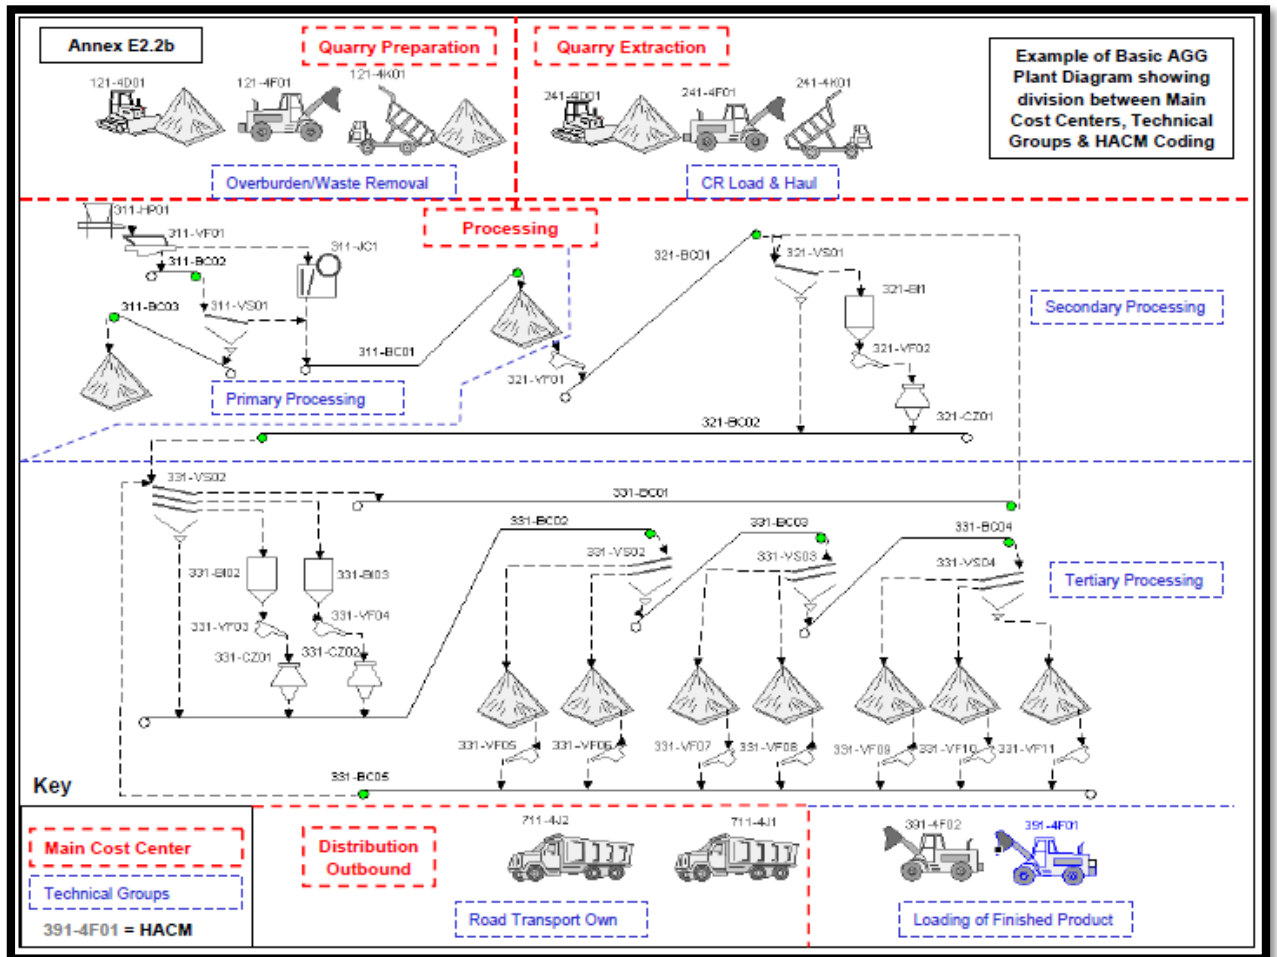 Annex E2.2b
Quarry Preparation
Quarry Extraction
Example of Basic AGG
Plant Diagram showing
division between Main
Cost Centers, Technical
Groups & HACM Coding
121-4D01
121-4F01
121-4K01
241-4D01
241-4F01
241-4K01
Overburden/Waste Removal
CR Load & Haul
311-HP01
311-VF01
311-BC02
311-JC1
Processing
321-BC01
321-VS01
321-BI1
Secondary Processing
311-BC03
311-VS01
311-BC01
321-VF01
321-VF02
Primary Processing
321-BC02
321-CZ01
331-VS02
331-BC01
331-BC02
331-BC03
331-BC04
331-VS02
331-VS03
331-VS04
331-BI02
331-BI03
Tertiary Processing
331-VF03
331-VF04
331-CZ01
331-CZ02
331-VF05
331-VF06
331-VF07
331-VF08
331-VF09
331-VF10
331-VF11
Key
331-BC05
Main Cost Center
Technical Groups
391-4F01 = HACM
Distribution
Outbound
711-4J2
711-4J1
391-4F02
391-4F01
Road Transport Own
Loading of Finished Product